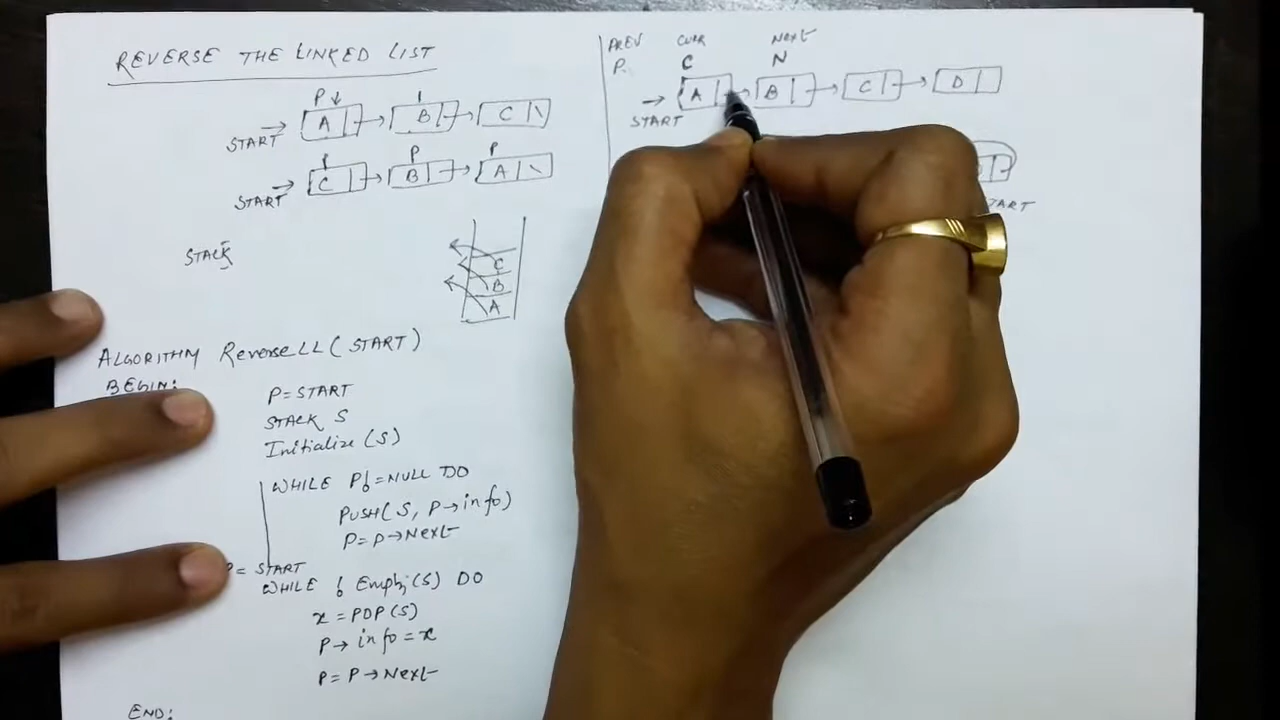 REVERSE THE LINKED LIST
P
A B C
START
P P
C B A
START
STACK
C
B
A
ALGORITHM ReverseLL(START)
BEGIN:
P=START
STACK S
Initialize(S)
WHILE P!=NULL DO
PUSH(S, P→info)
P=P→Next
P=START
WHILE ! Empty(S) DO
x=POP(S)
P→info=x
P=P→Next
END:
PREV CURR NEXT
P C N
A B C D
START